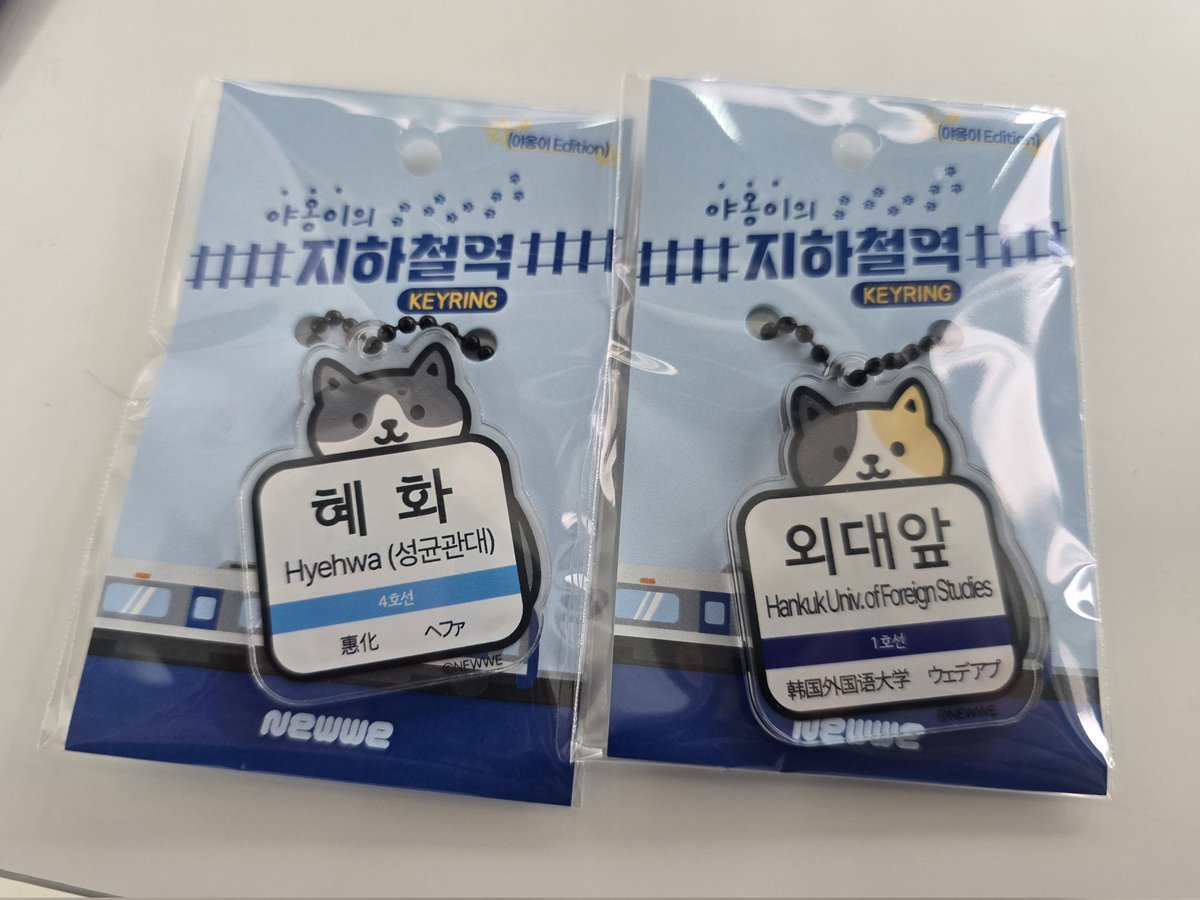 (야옹이 Edition)
야옹이의
지하철역
KEYRING
혜화
Hyehwa (성균관대)
4호선
惠化 ヘファ
©NEWWE
Newwe
(야옹이 Edition)
야옹이의
지하철역
KEYRING
외대앞
Hankuk Univ. of Foreign Studies
1호선
韩国外国语大学 ウェデアプ
©NEWWE
Newwe